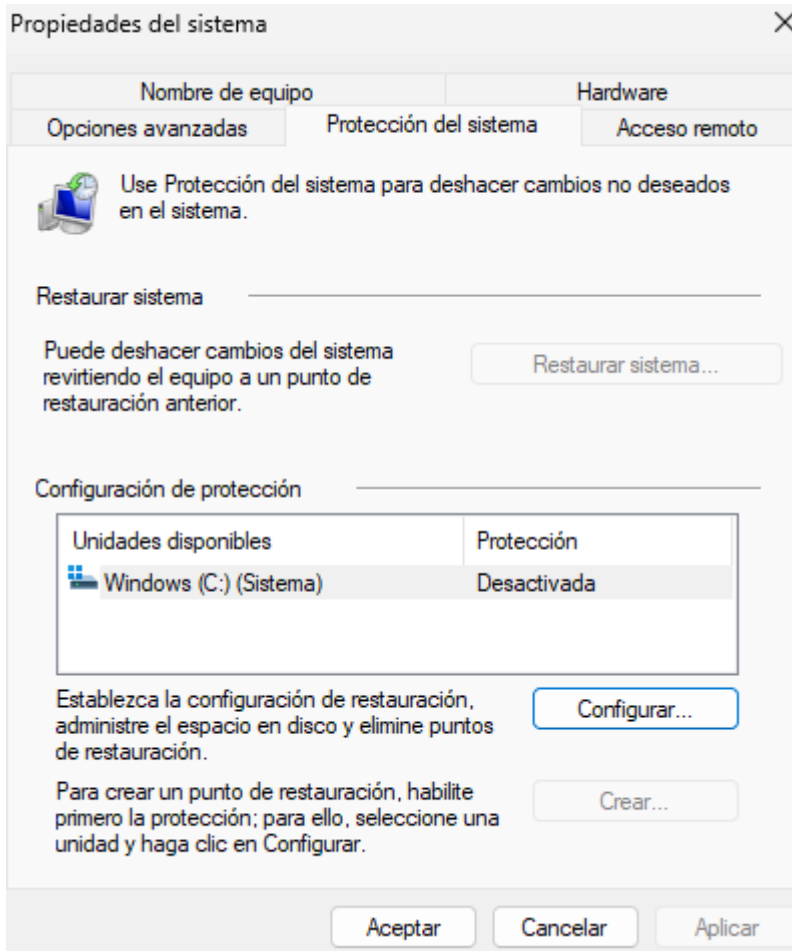 Propiedades del sistema
Nombre de equipo
Hardware
Opciones avanzadas
Protección del sistema
Acceso remoto
Use Protección del sistema para deshacer cambios no deseados
en el sistema.
Restaurar sistema
Puede deshacer cambios del sistema
revirtiendo el equipo a un punto de
restauración anterior.
Restaurar sistema...
Configuración de protección
Unidades disponibles
Protección
Windows (C:) (Sistema)
Desactivada
Establezca la configuración de restauración,
administre el espacio en disco y elimine puntos
de restauración.
Configurar...
Para crear un punto de restauración, habilite
primero la protección; para ello, seleccione una
unidad y haga clic en Configurar.
Crear...
Aceptar
Cancelar
Aplicar